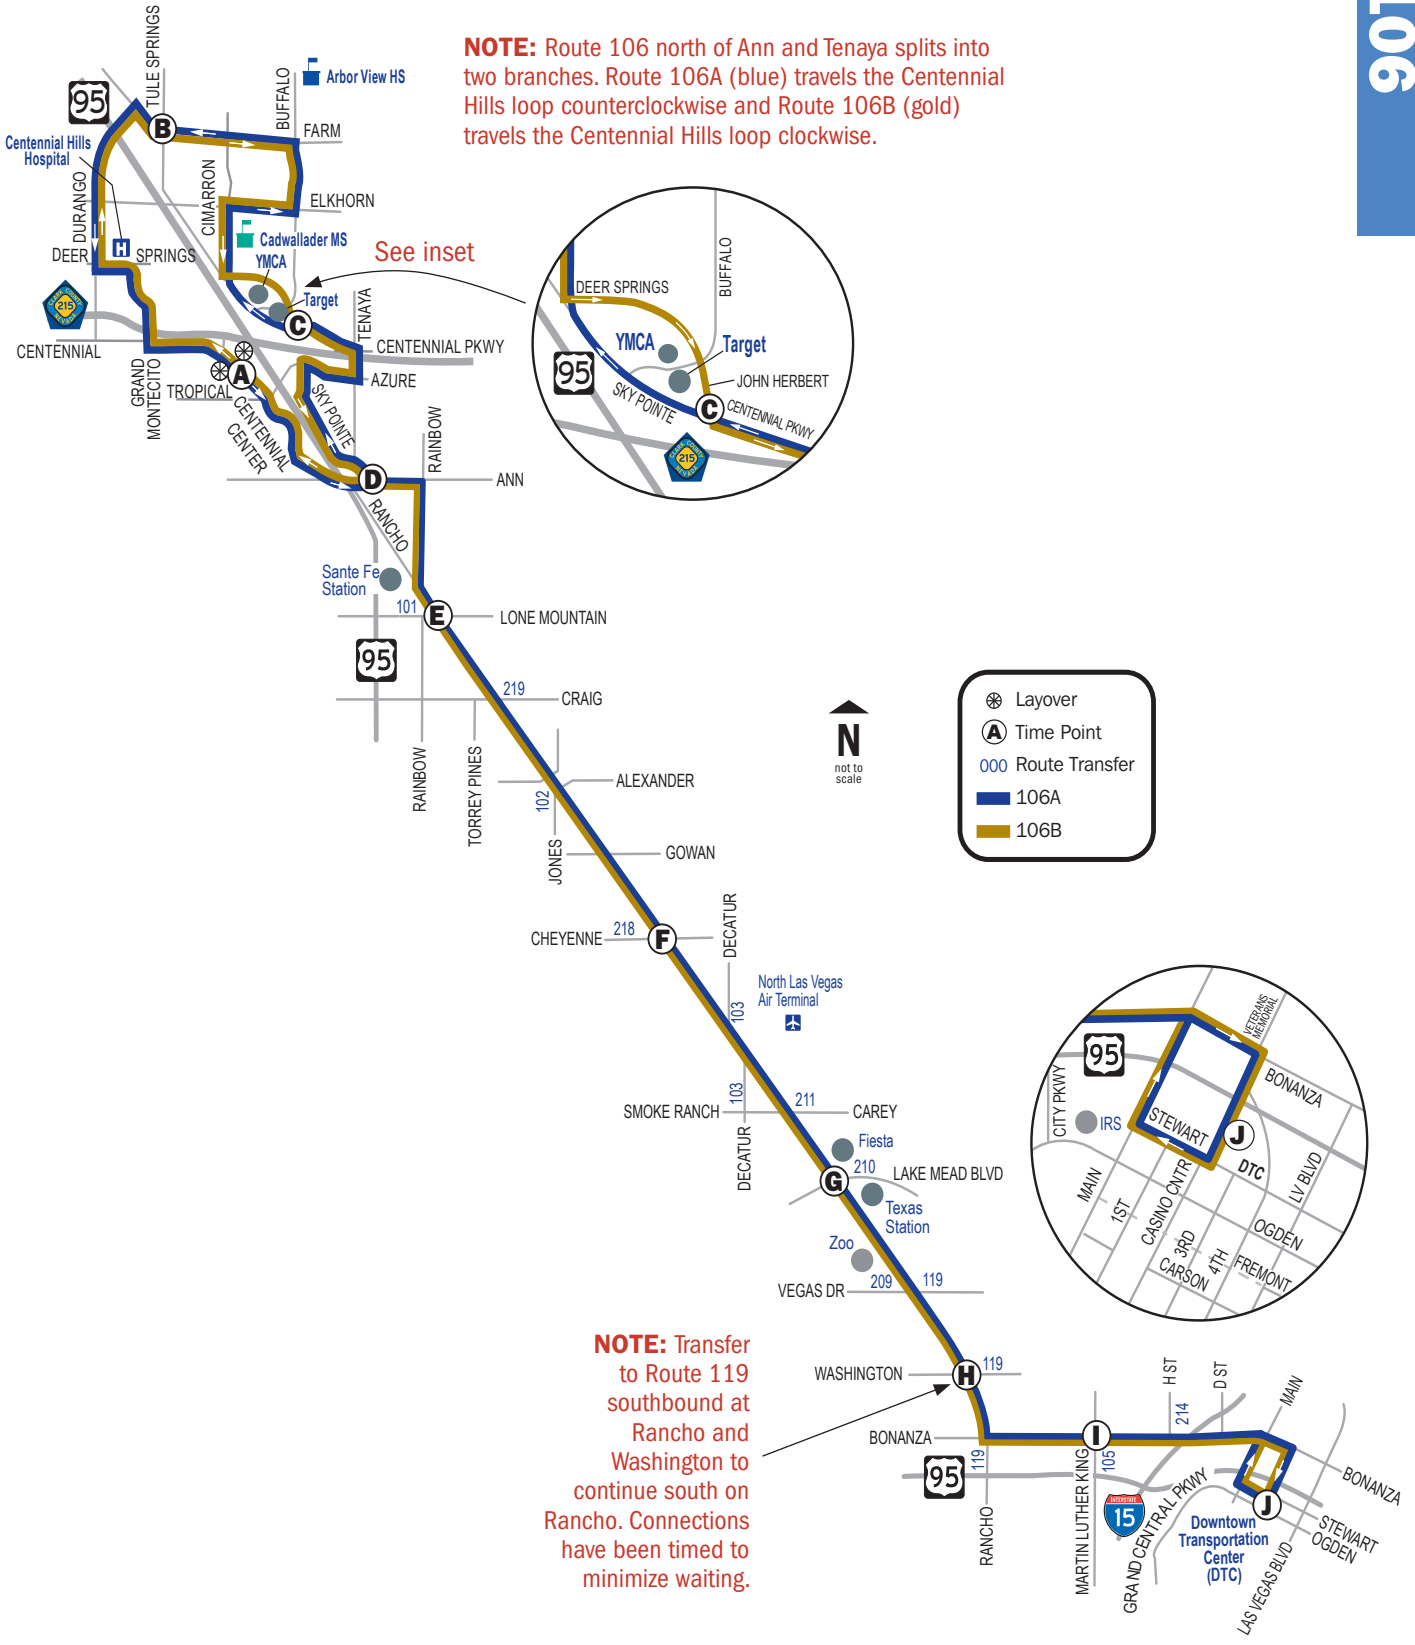 106
NOTE: Route 106 north of Ann and Tenaya splits into
two branches. Route 106A (blue) travels the Centennial
Hills loop counterclockwise and Route 106B (gold)
travels the Centennial Hills loop clockwise.
TULE SPRINGS
BUFFALO
Arbor View HS
95
B
FARM
Centennial Hills
Hospital
DURANGO
CIMARRON
ELKHORN
H
DEER
SPRINGS
Cadwallader MS
YMCA
Target
See inset
C
TENAYA
CLARK COUNTY
215
NEVADA
CENTENNIAL
CENTENNIAL PKWY
GRAND
MONTECITO
TROPICAL
A
AZURE
SKY POINTE
CENTENNIAL
CENTER
RAINBOW
D
ANN
RANCHO
DEER SPRINGS
BUFFALO
YMCA
Target
95
JOHN HERBERT
SKY POINTE
C
CENTENNIAL PKWY
CLARK COUNTY
215
NEVADA
Sante Fe
Station
101
E
LONE MOUNTAIN
95
219
CRAIG
RAINBOW
TORREY PINES
ALEXANDER
102
JONES
GOWAN
N
not to
scale
Layover
A
Time Point
000
Route Transfer
106A
106B
CHEYENNE
218
F
DECATUR
North Las Vegas
Air Terminal
103
103
SMOKE RANCH
211
CAREY
DECATUR
Fiesta
210
LAKE MEAD BLVD
G
Texas
Station
Zoo
VEGAS DR
209
119
VETERANS
MEMORIAL
95
BONANZA
CITY PKWY
IRS
STEWART
J
DTC
LV BLVD
MAIN
1ST
CASINO CNTR
3RD
4TH
OGDEN
CARSON
FREMONT
NOTE: Transfer
to Route 119
southbound at
Rancho and
Washington to
continue south on
Rancho. Connections
have been timed to
minimize waiting.
WASHINGTON
H
119
BONANZA
119
95
RANCHO
I
105
MARTIN LUTHER KING
H ST
214
D ST
MAIN
INTERSTATE
15
GRAND CENTRAL PKWY
BONANZA
J
STEWART
OGDEN
Downtown
Transportation
Center
(DTC)
LAS VEGAS BLVD